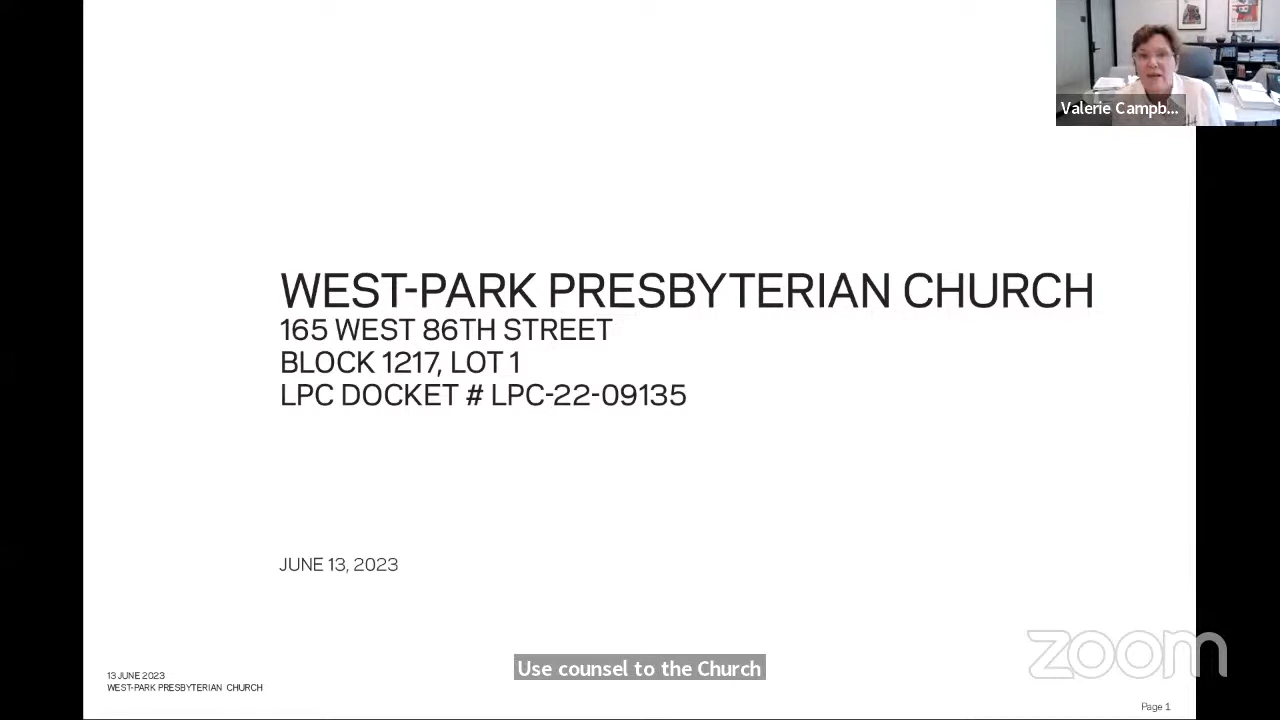 Valerie Campb...
WEST-PARK PRESBYTERIAN CHURCH
165 WEST 86TH STREET
BLOCK 1217, LOT 1
LPC DOCKET # LPC-22-09135
JUNE 13, 2023
zoom
Use counsel to the Church
13 JUNE 2023
WEST-PARK PRESBYTERIAN CHURCH
Page 1